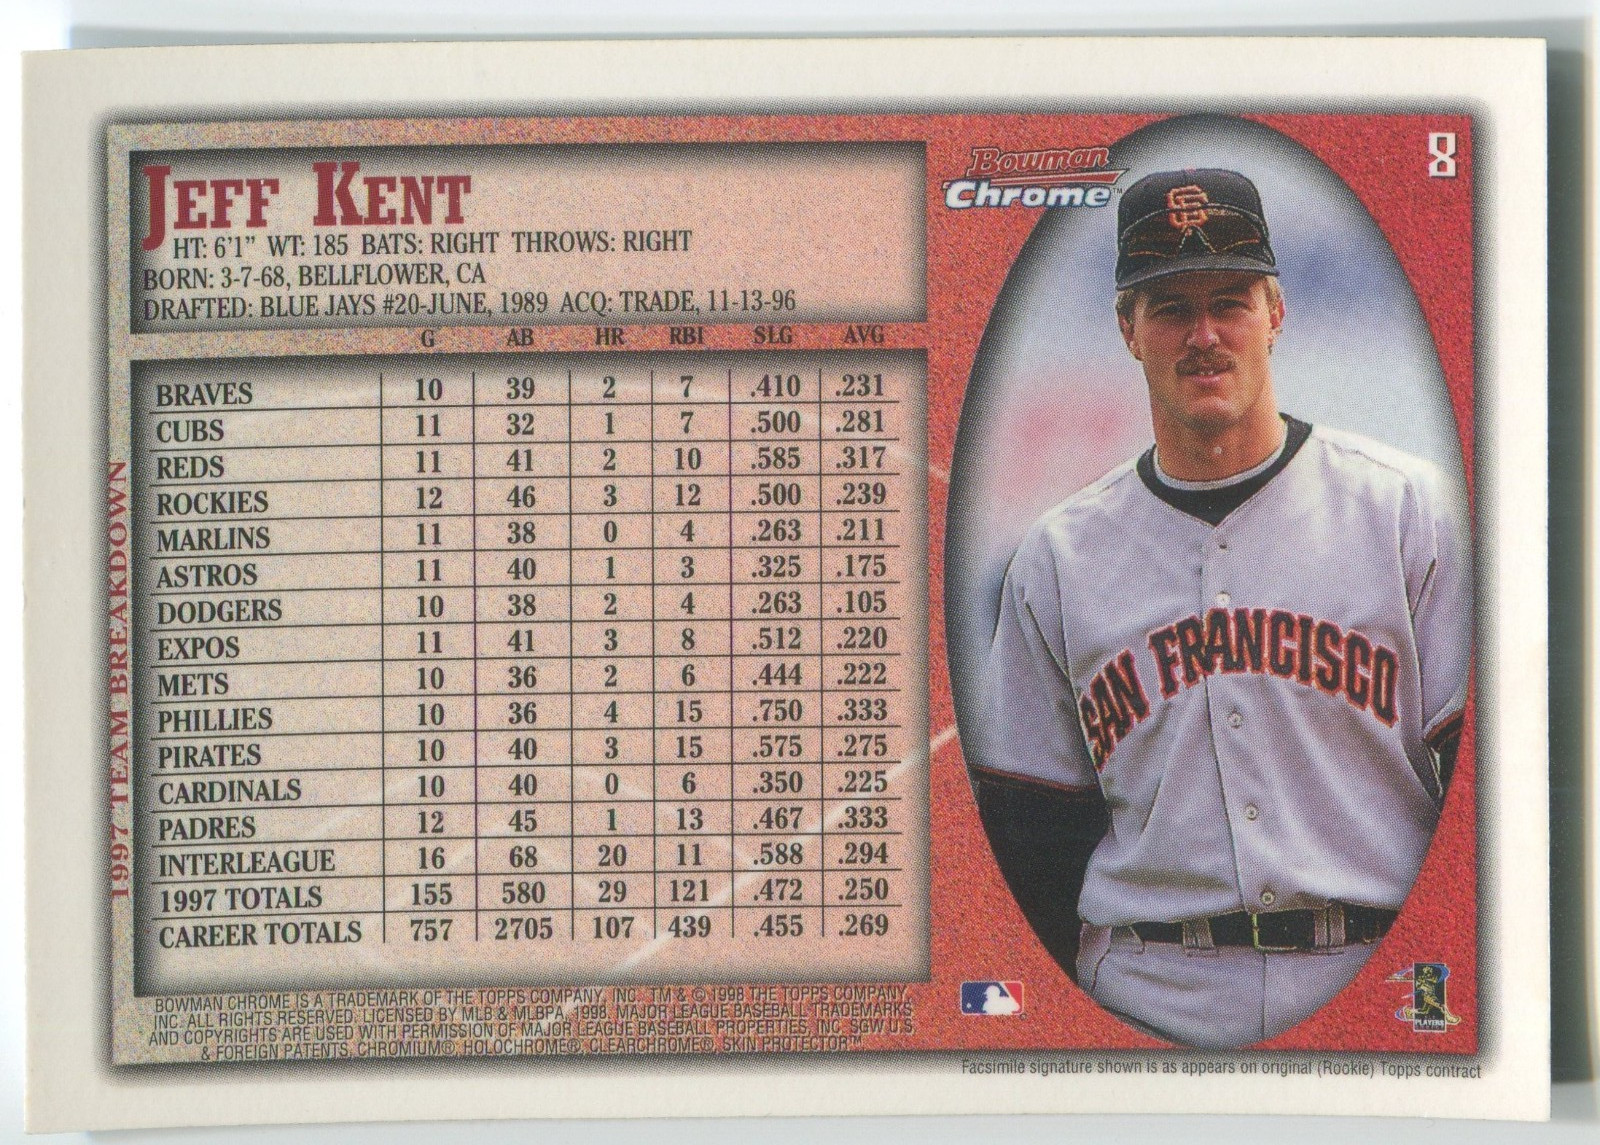 8
Bowman
Chrome™
JEFF KENT
HT: 6'1" WT: 185 BATS: RIGHT THROWS: RIGHT
BORN: 3-7-68, BELLFLOWER, CA
DRAFTED: BLUE JAYS #20-JUNE, 1989 ACQ: TRADE, 11-13-96
G AB HR RBI SLG AVG
1997 TEAM BREAKDOWN
BRAVES 10 39 2 7 .410 .231
CUBS 11 32 1 7 .500 .281
REDS 11 41 2 10 .585 .317
ROCKIES 12 46 3 12 .500 .239
MARLINS 11 38 0 4 .263 .211
ASTROS 11 40 1 3 .325 .175
DODGERS 10 38 2 4 .263 .105
EXPOS 11 41 3 8 .512 .220
METS 10 36 2 6 .444 .222
PHILLIES 10 36 4 15 .750 .333
PIRATES 10 40 3 15 .575 .275
CARDINALS 10 40 0 6 .350 .225
PADRES 12 45 1 13 .467 .333
INTERLEAGUE 16 68 20 11 .588 .294
1997 TOTALS 155 580 29 121 .472 .250
CAREER TOTALS 757 2705 107 439 .455 .269
SF
SAN FRANCISCO
PLAYERS
BOWMAN CHROME IS A TRADEMARK OF THE TOPPS COMPANY, INC. TM & © 1998 THE TOPPS COMPANY,
INC. ALL RIGHTS RESERVED. LICENSED BY MLB & MLBPA, 1998. MAJOR LEAGUE BASEBALL TRADEMARKS
AND COPYRIGHTS ARE USED WITH PERMISSION OF MAJOR LEAGUE BASEBALL PROPERTIES, INC. SGW U.S.
& FOREIGN PATENTS, CHROMIUM®, HOLOCHROME®, CLEARCHROME®, SKIN PROTECTOR™
Facsimile signature shown is as appears on original (Rookie) Topps contract